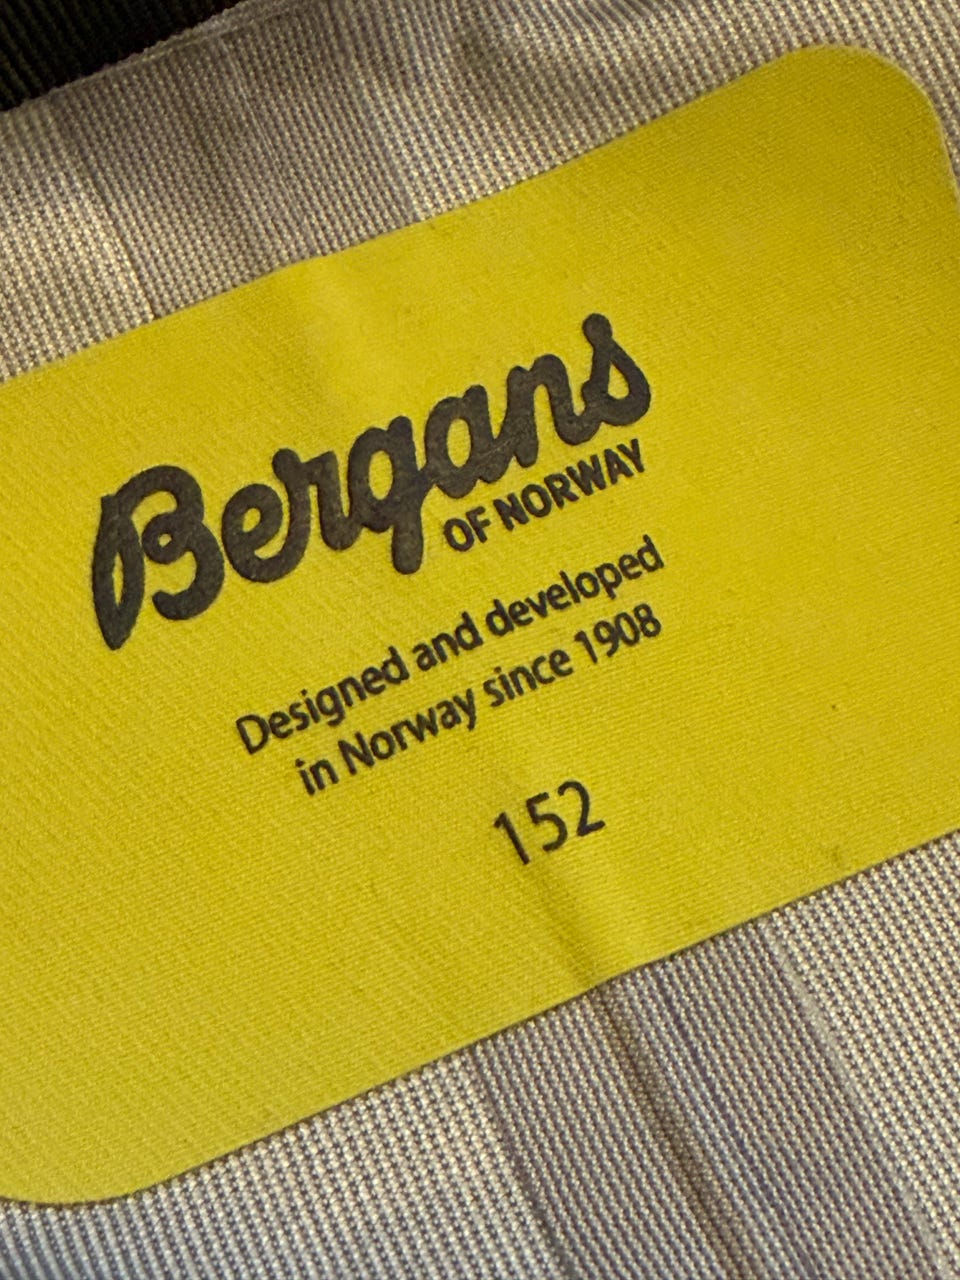 Bergans
OF NORWAY
Designed and developed
in Norway since 1908
152